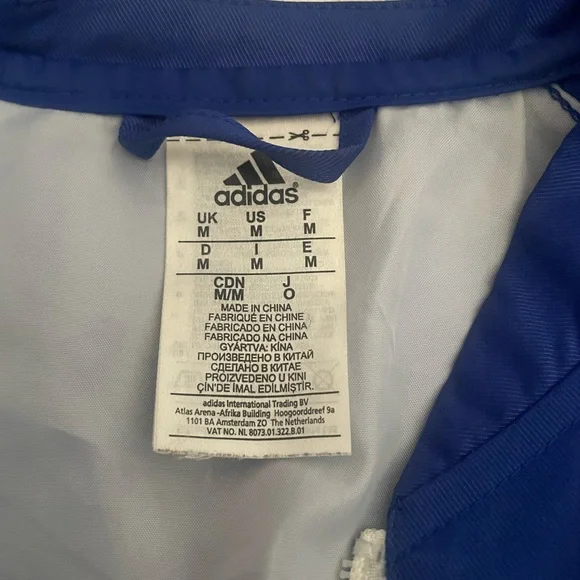 adidas®
UK US F
M M M
D I E
M M M
CDN J
M/M O
MADE IN CHINA
FABRIQUÉ EN CHINE
FABRICADO EN CHINA
FABRICADO NA CHINA
GYÁRTVA: KÍNA
ПРОИЗВЕДЕНО В КИТАЙ
СДЕЛАНО В КИТАЕ
PROIZVEDENO U KINI
ÇİN'DE İMAL EDİLMİŞTİR.
adidas International Trading BV
Atlas Arena -Afrika Building Hoogoorddreef 9a
1101 BA Amsterdam ZO The Netherlands
VAT NO. NL 8073.01.322.B.01